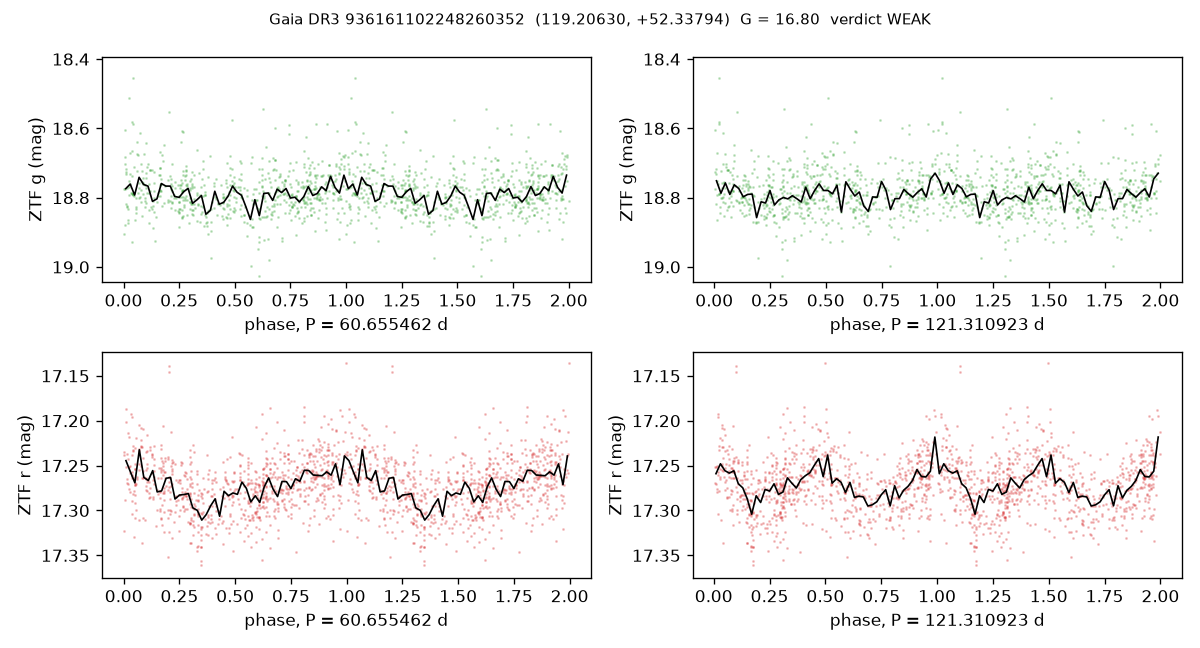 Gaia DR3 936161102248260352 (119.20630, +52.33794) G = 16.80 verdict WEAK
18.4
18.6
18.8
19.0
ZTF g (mag)
0.00 0.25 0.50 0.75 1.00 1.25 1.50 1.75 2.00
phase, P = 60.655462 d
18.4
18.6
18.8
19.0
ZTF g (mag)
0.00 0.25 0.50 0.75 1.00 1.25 1.50 1.75 2.00
phase, P = 121.310923 d
17.15
17.20
17.25
17.30
17.35
ZTF r (mag)
0.00 0.25 0.50 0.75 1.00 1.25 1.50 1.75 2.00
phase, P = 60.655462 d
17.15
17.20
17.25
17.30
17.35
ZTF r (mag)
0.00 0.25 0.50 0.75 1.00 1.25 1.50 1.75 2.00
phase, P = 121.310923 d